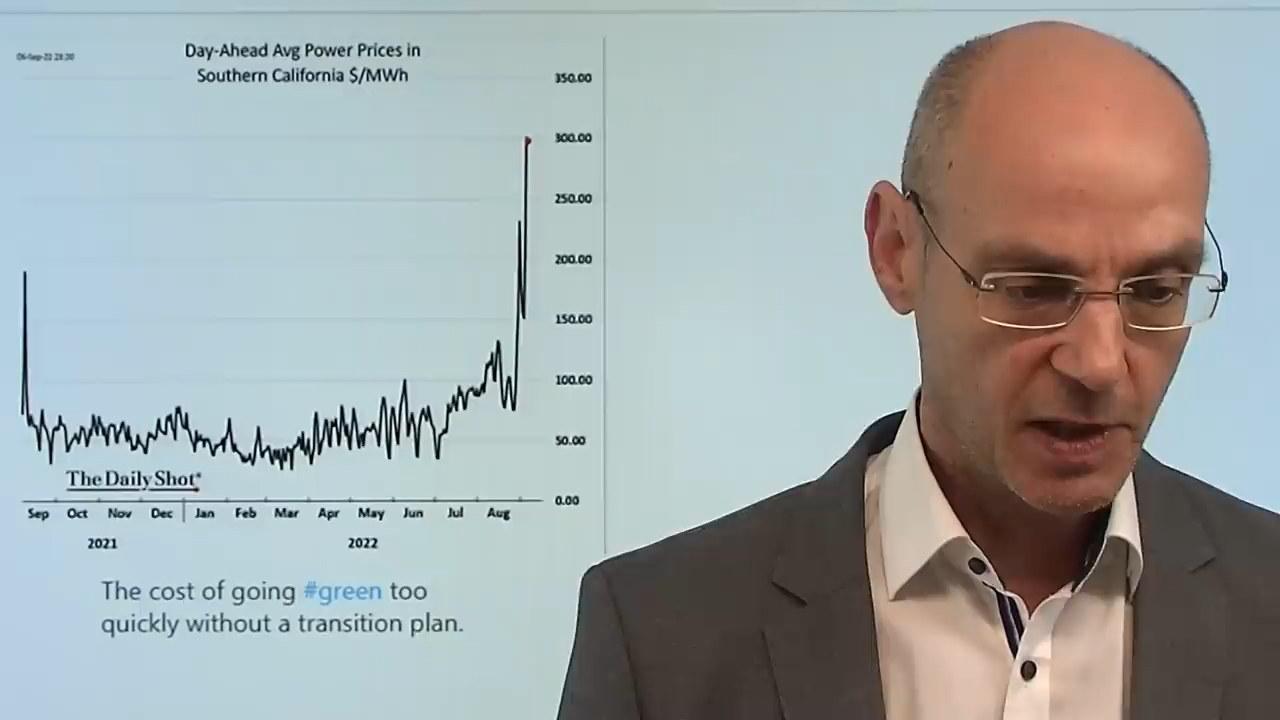 06-Sep-22 23:20
Day-Ahead Avg Power Prices in
Southern California $/MWh
350.00
300.00
250.00
200.00
150.00
100.00
50.00
0.00
The Daily Shot®
Sep Oct Nov Dec Jan Feb Mar Apr May Jun Jul Aug
2021 2022
The cost of going #green too
quickly without a transition plan.